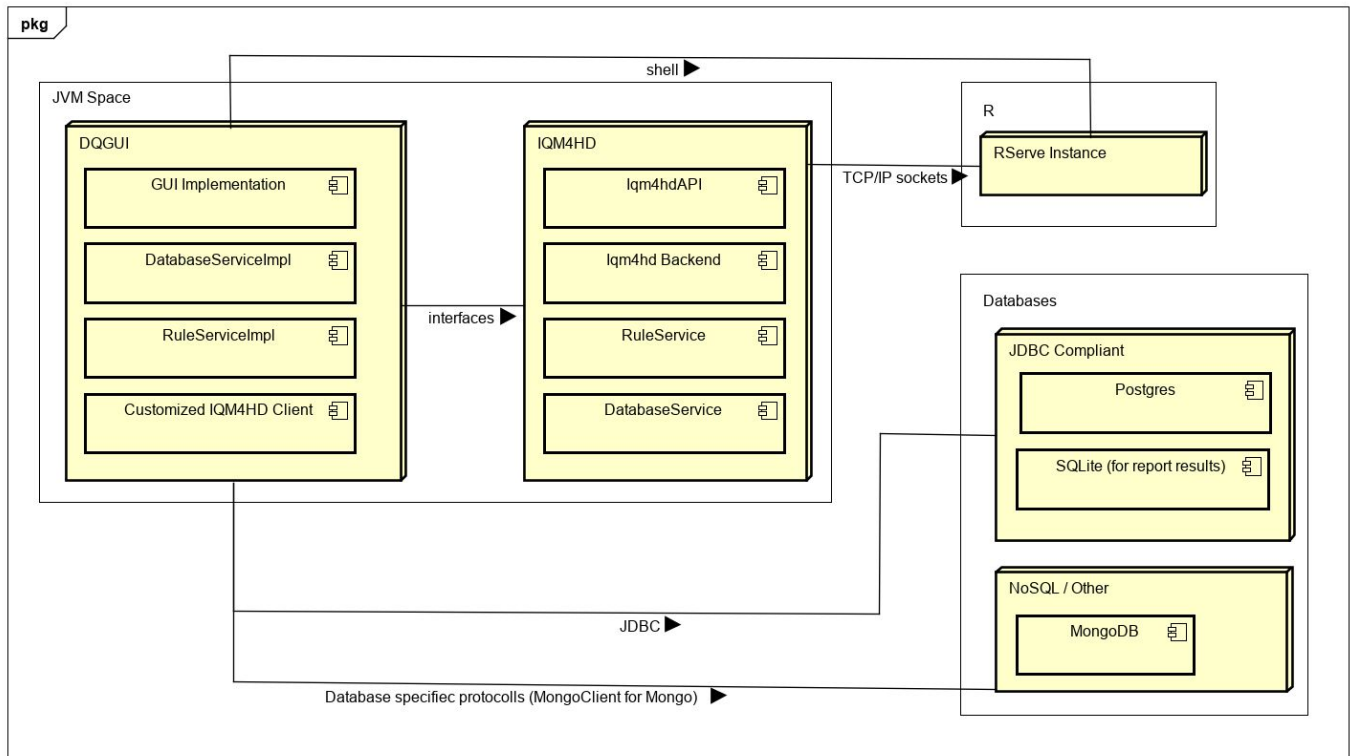 pkg
shell
JVM Space
DQGUI
GUI Implementation
DatabaseServiceImpl
RuleServiceImpl
Customized IQM4HD Client
interfaces
IQM4HD
Iqm4hdAPI
Iqm4hd Backend
RuleService
DatabaseService
TCP/IP sockets
R
RServe Instance
Databases
JDBC Compliant
Postgres
SQLite (for report results)
NoSQL / Other
MongoDB
JDBC
Database specifiec protocolls (MongoClient for Mongo)